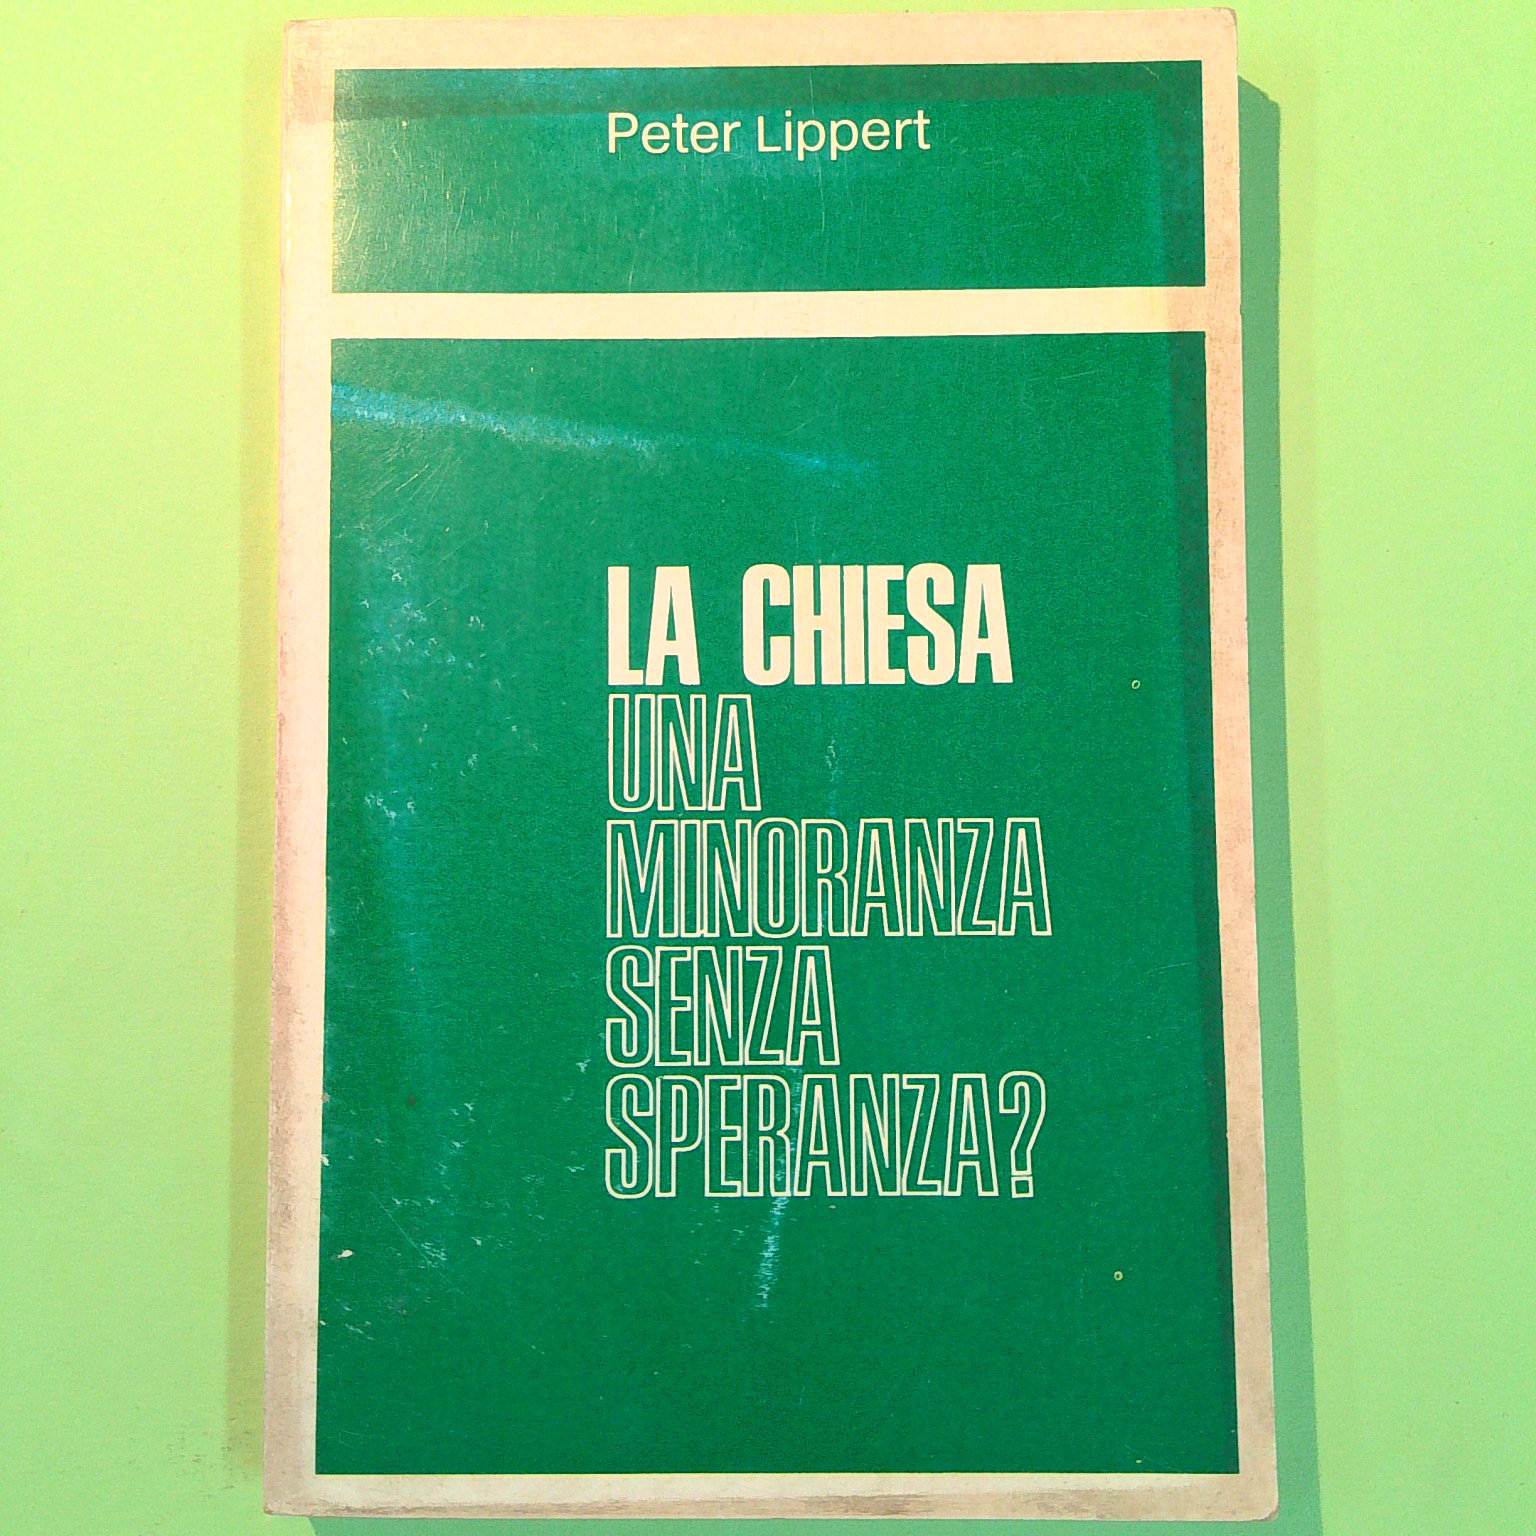 Peter Lippert
LA CHIESA
UNA
MINORANZA
SENZA
SPERANZA?